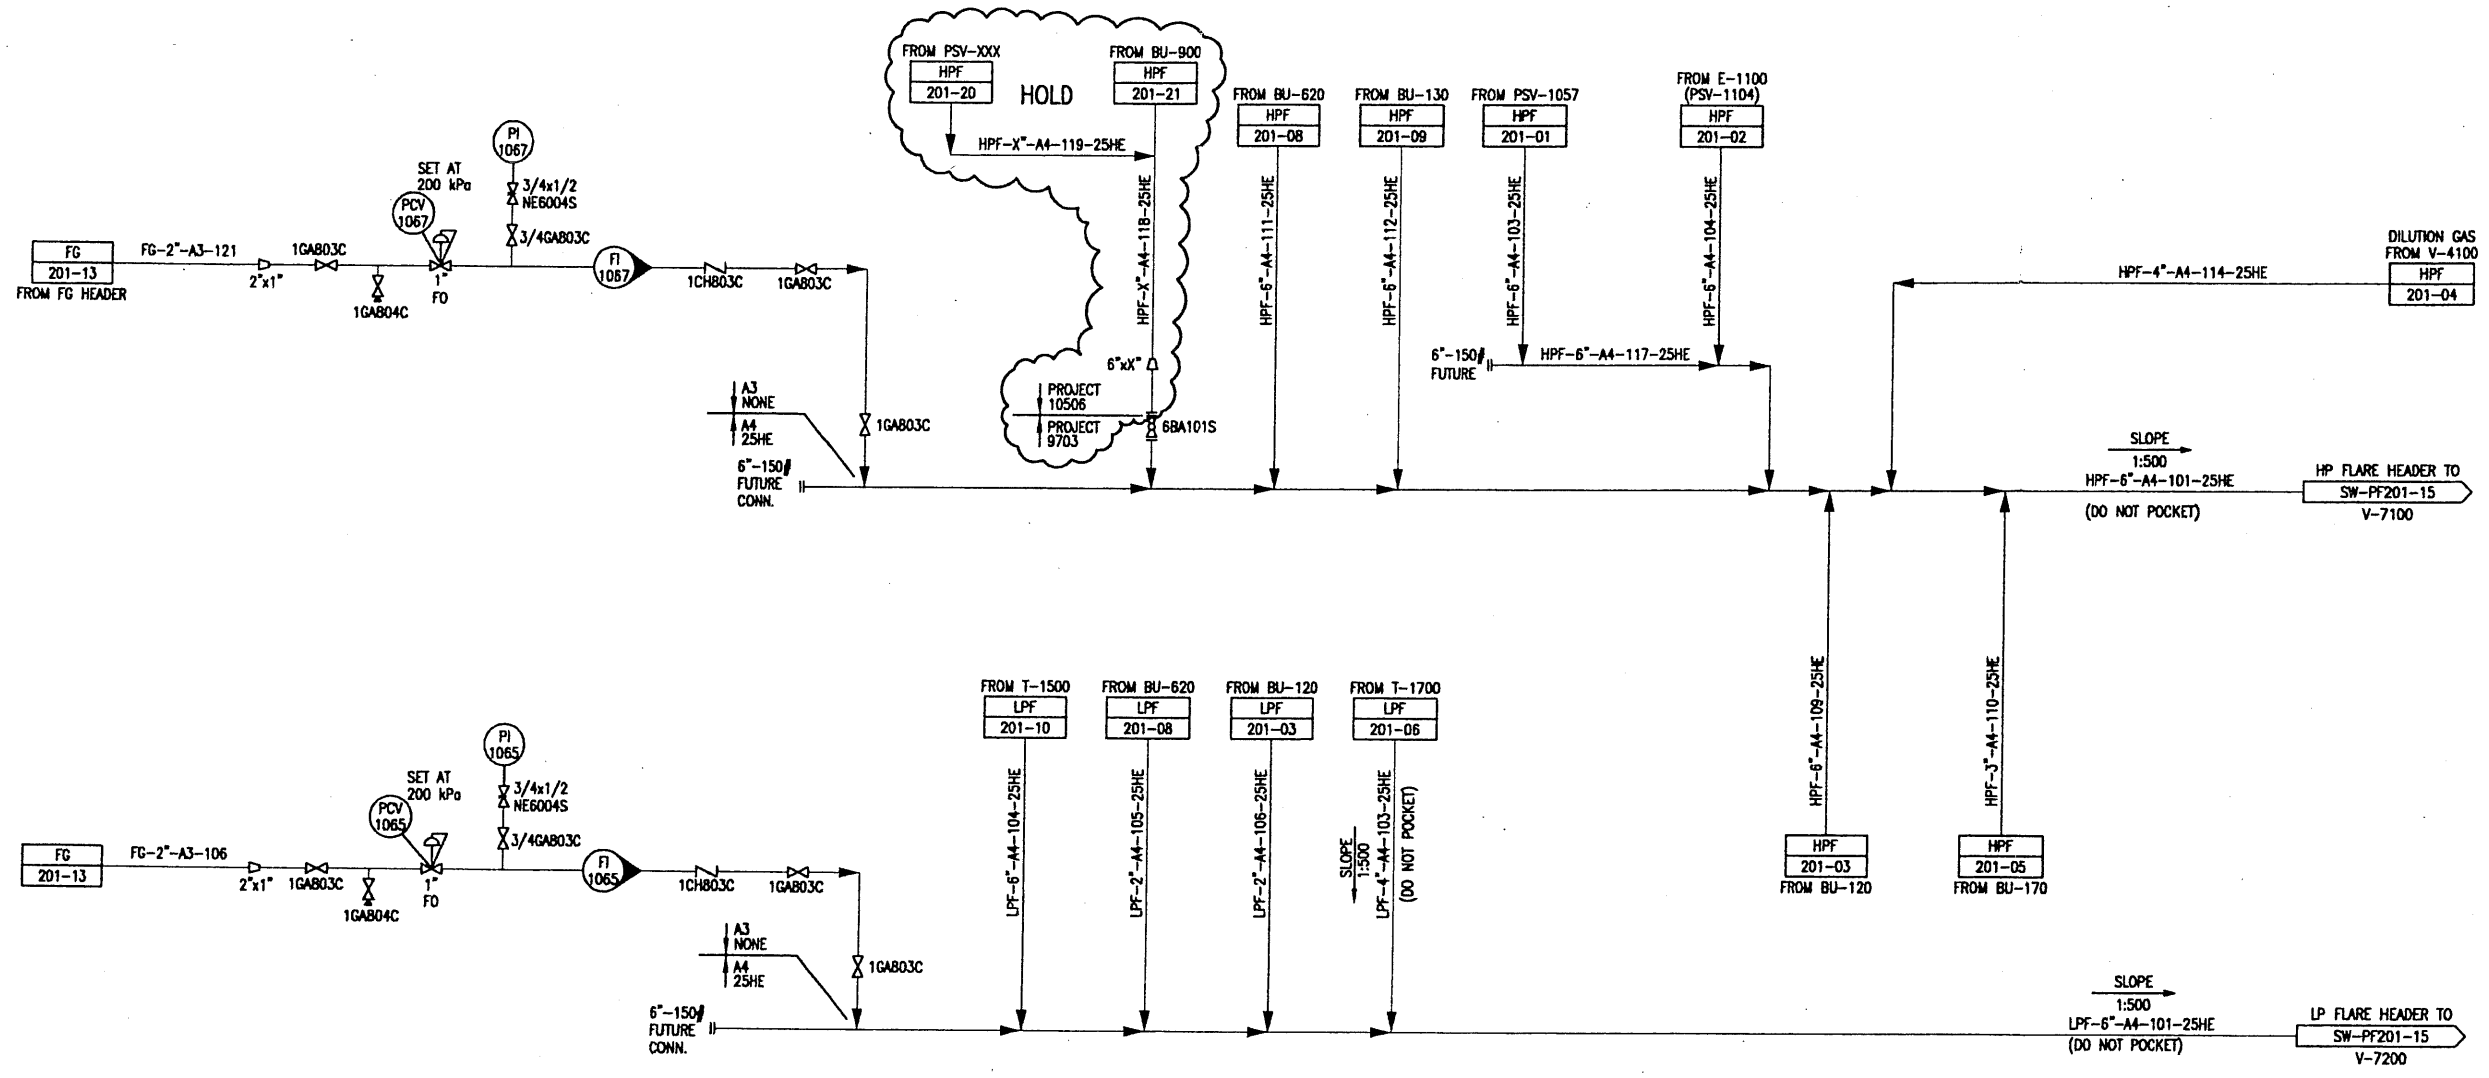 FROM PSV-XXX
HPF
201-20
HOLD
FROM BU-900
HPF
201-21
HPF-X"-A4-119-25HE
HPF-X"-A4-118-25HE
6"xX"
PROJECT
10506
PROJECT
9703
6BA101S
FROM BU-620
HPF
201-08
HPF-6"-A4-111-25HE
FROM BU-130
HPF
201-09
HPF-6"-A4-112-25HE
FROM PSV-1057
HPF
201-01
HPF-6"-A4-103-25HE
FROM E-1100
(PSV-1104)
HPF
201-02
HPF-6"-A4-104-25HE
6"-150#
FUTURE
HPF-6"-A4-117-25HE
DILUTION GAS
FROM V-4100
HPF
201-04
HPF-4"-A4-114-25HE
PI
1067
3/4x1/2
NE6004S
3/4GA803C
SET AT
200 kPa
PCV
1067
FG
201-13
FROM FG HEADER
FG-2"-A3-121
2"x1"
1GA803C
1GA804C
1"
FO
FI
1067
1CH803C
1GA803C
A3
NONE
A4
25HE
1GA803C
6"-150#
FUTURE
CONN.
SLOPE
1:500
HPF-6"-A4-101-25HE
(DO NOT POCKET)
HP FLARE HEADER TO
SW-PF201-15
V-7100
HPF-6"-A4-109-25HE
HPF
201-03
FROM BU-120
HPF-3"-A4-110-25HE
HPF
201-05
FROM BU-170
FROM T-1500
LPF
201-10
LPF-6"-A4-104-25HE
FROM BU-620
LPF
201-08
LPF-2"-A4-105-25HE
FROM BU-120
LPF
201-03
LPF-2"-A4-106-25HE
FROM T-1700
LPF
201-06
SLOPE
1:500
LPF-4"-A4-103-25HE
(DO NOT POCKET)
PI
1065
3/4x1/2
NE6004S
3/4GA803C
SET AT
200 kPa
PCV
1065
FG
201-13
FG-2"-A3-106
2"x1"
1GA803C
1GA804C
1"
FO
FI
1065
1CH803C
1GA803C
A3
NONE
A4
25HE
1GA803C
6"-150#
FUTURE
CONN.
SLOPE
1:500
LPF-6"-A4-101-25HE
(DO NOT POCKET)
LP FLARE HEADER TO
SW-PF201-15
V-7200